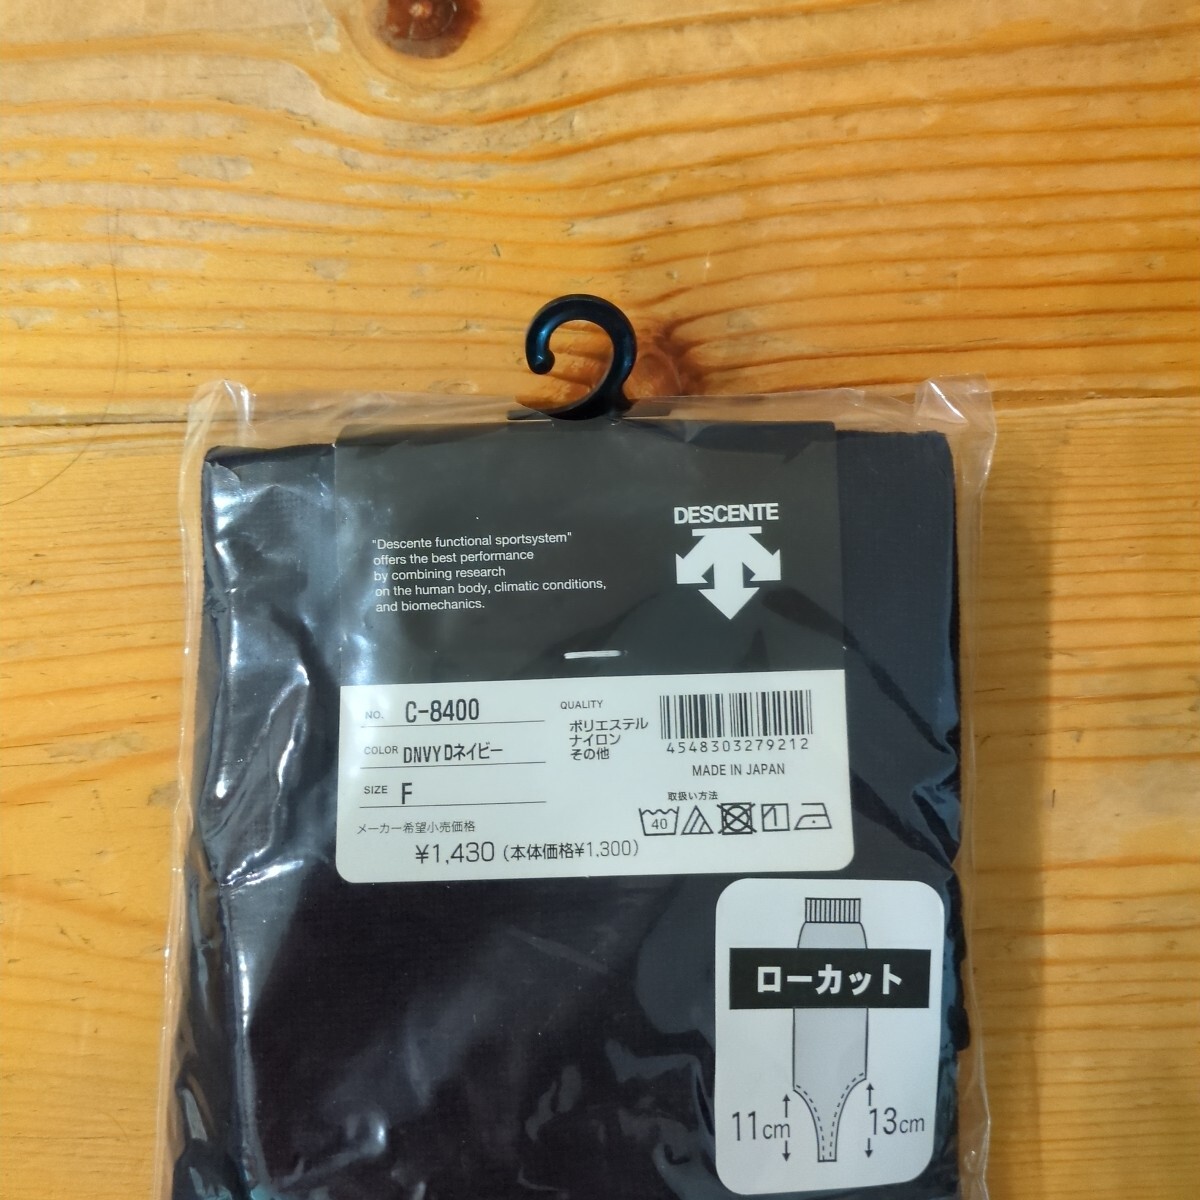 DESCENTE
"Descente functional sportsystem"
offers the best performance
by combining research
on the human body, climatic conditions,
and biomechanics.
NO. C-8400
COLOR DNVY Dネイビー
SIZE F
メーカー希望小売価格
¥1,430 (本体価格¥1,300)
QUALITY
ポリエステル
ナイロン
その他
4548303279212
MADE IN JAPAN
取扱い方法
40
ローカット
11cm
13cm